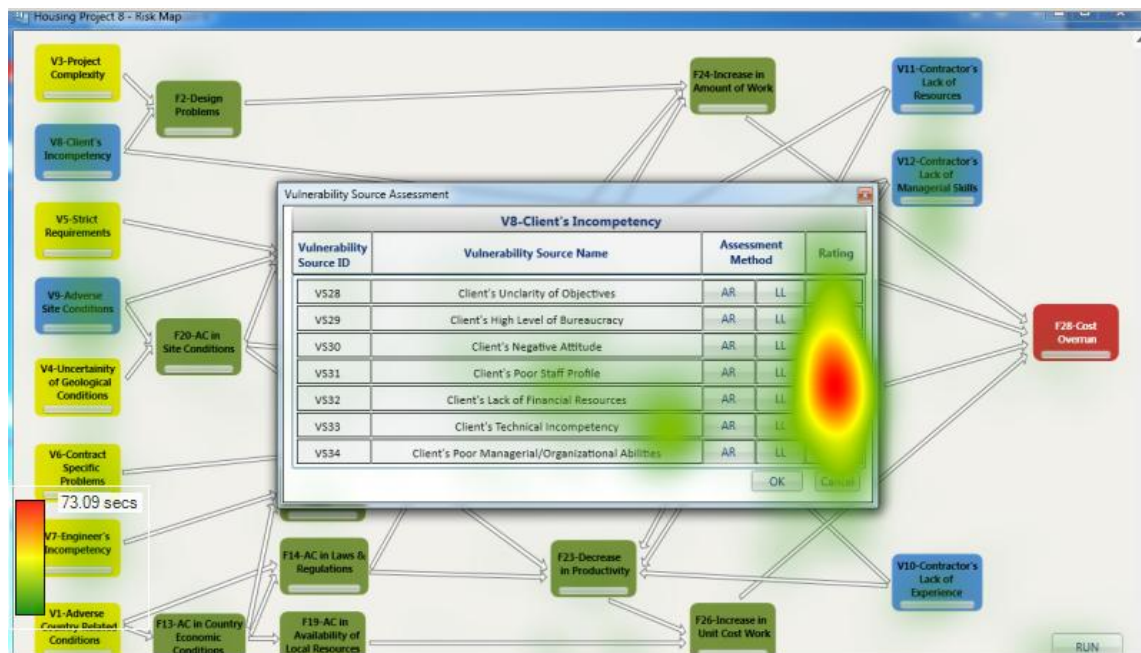 Housing Project 8 - Risk Map
V3-Project
Complexity
F2-Design
Problems
F24-Increase in
Amount of Work
V11-Contractor's
Lack of
Resources
V8-Client's
Incompetency
V12-Contractor's
Lack of
Managerial Skills
V5-Strict
Requirements
V9-Adverse
Site Conditions
F20-AC in
Site Conditions
V4-Uncertainity
of Geological
Conditions
V6-Contract
Specific
Problems
73.09 secs
V7-Engineer's
Incompetency
V1-Adverse
Country Related
Conditions
F13-AC in Country
Economic
Conditions
Vulnerability Source Assessment
V8-Client's Incompetency
Vulnerability
Source ID
Vulnerability Source Name
Assessment
Method
Rating
VS28 Client's Unclarity of Objectives AR LL
VS29 Client's High Level of Bureaucracy AR LL
VS30 Client's Negative Attitude AR LL
VS31 Client's Poor Staff Profile AR LL
VS32 Client's Lack of Financial Resources AR LL
VS33 Client's Technical Incompetency AR LL
VS34 Client's Poor Managerial/Organizational Abilities AR LL
OK Cancel
F28-Cost
Overrun
F14-AC in Laws &
Regulations
F23-Decrease
in Productivity
V10-Contractor's
Lack of
Experience
F19-AC in
Availability of
Local Resources
F26-Increase in
Unit Cost Work
RUN